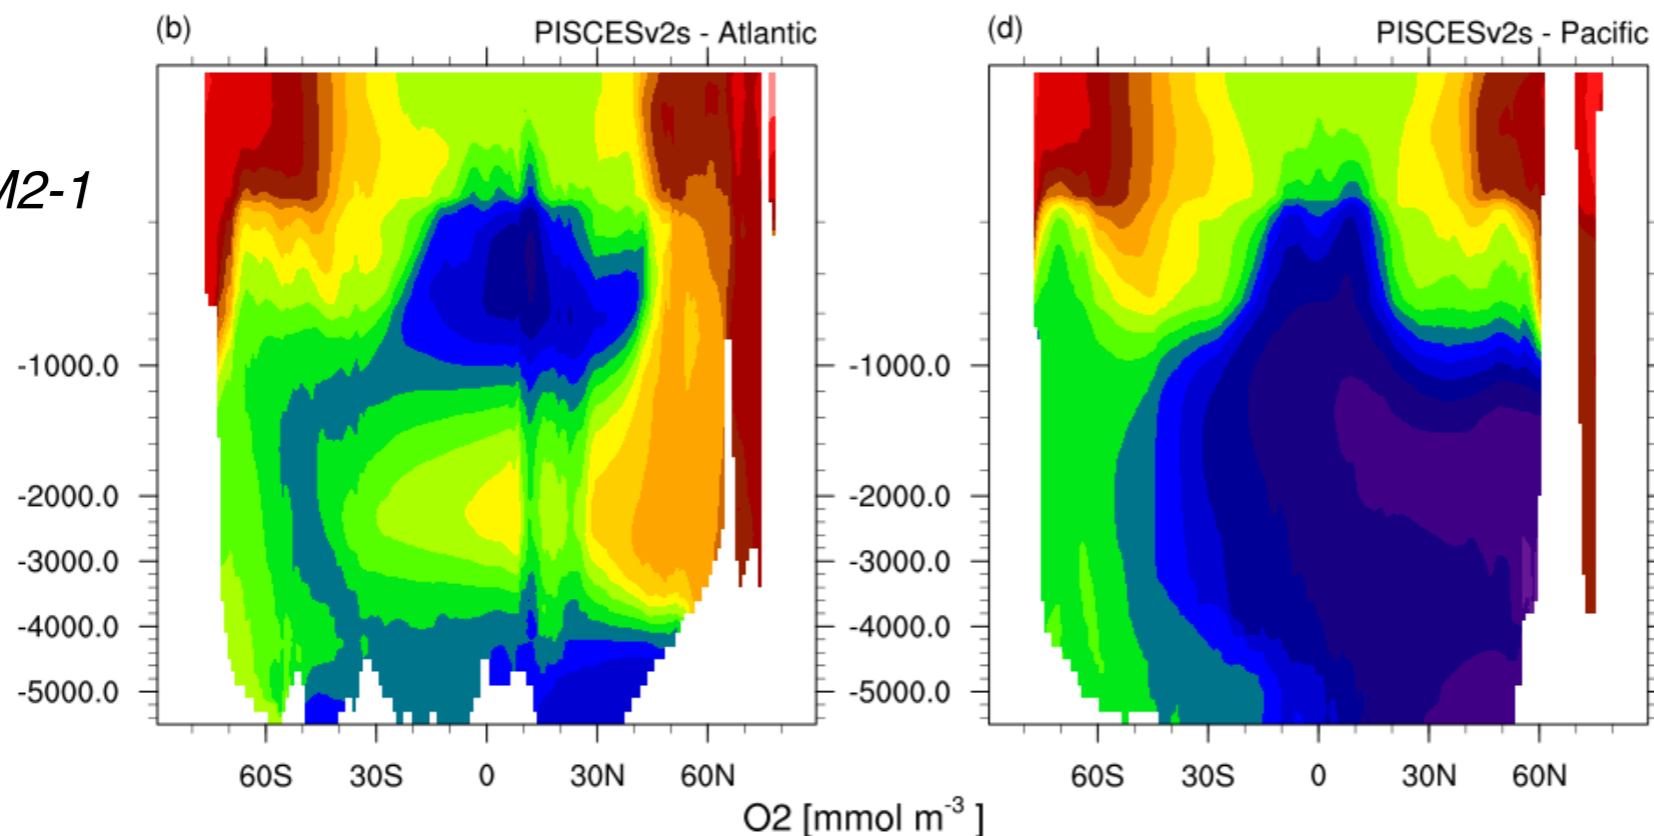 (b) PISCESv2s - Atlantic
(d) PISCESv2s - Pacific
M2-1
-1000.0
-2000.0
-3000.0
-4000.0
-5000.0
60S 30S 0 30N 60N
-1000.0
-2000.0
-3000.0
-4000.0
-5000.0
60S 30S 0 30N 60N
O2 [mmol m⁻³ ]